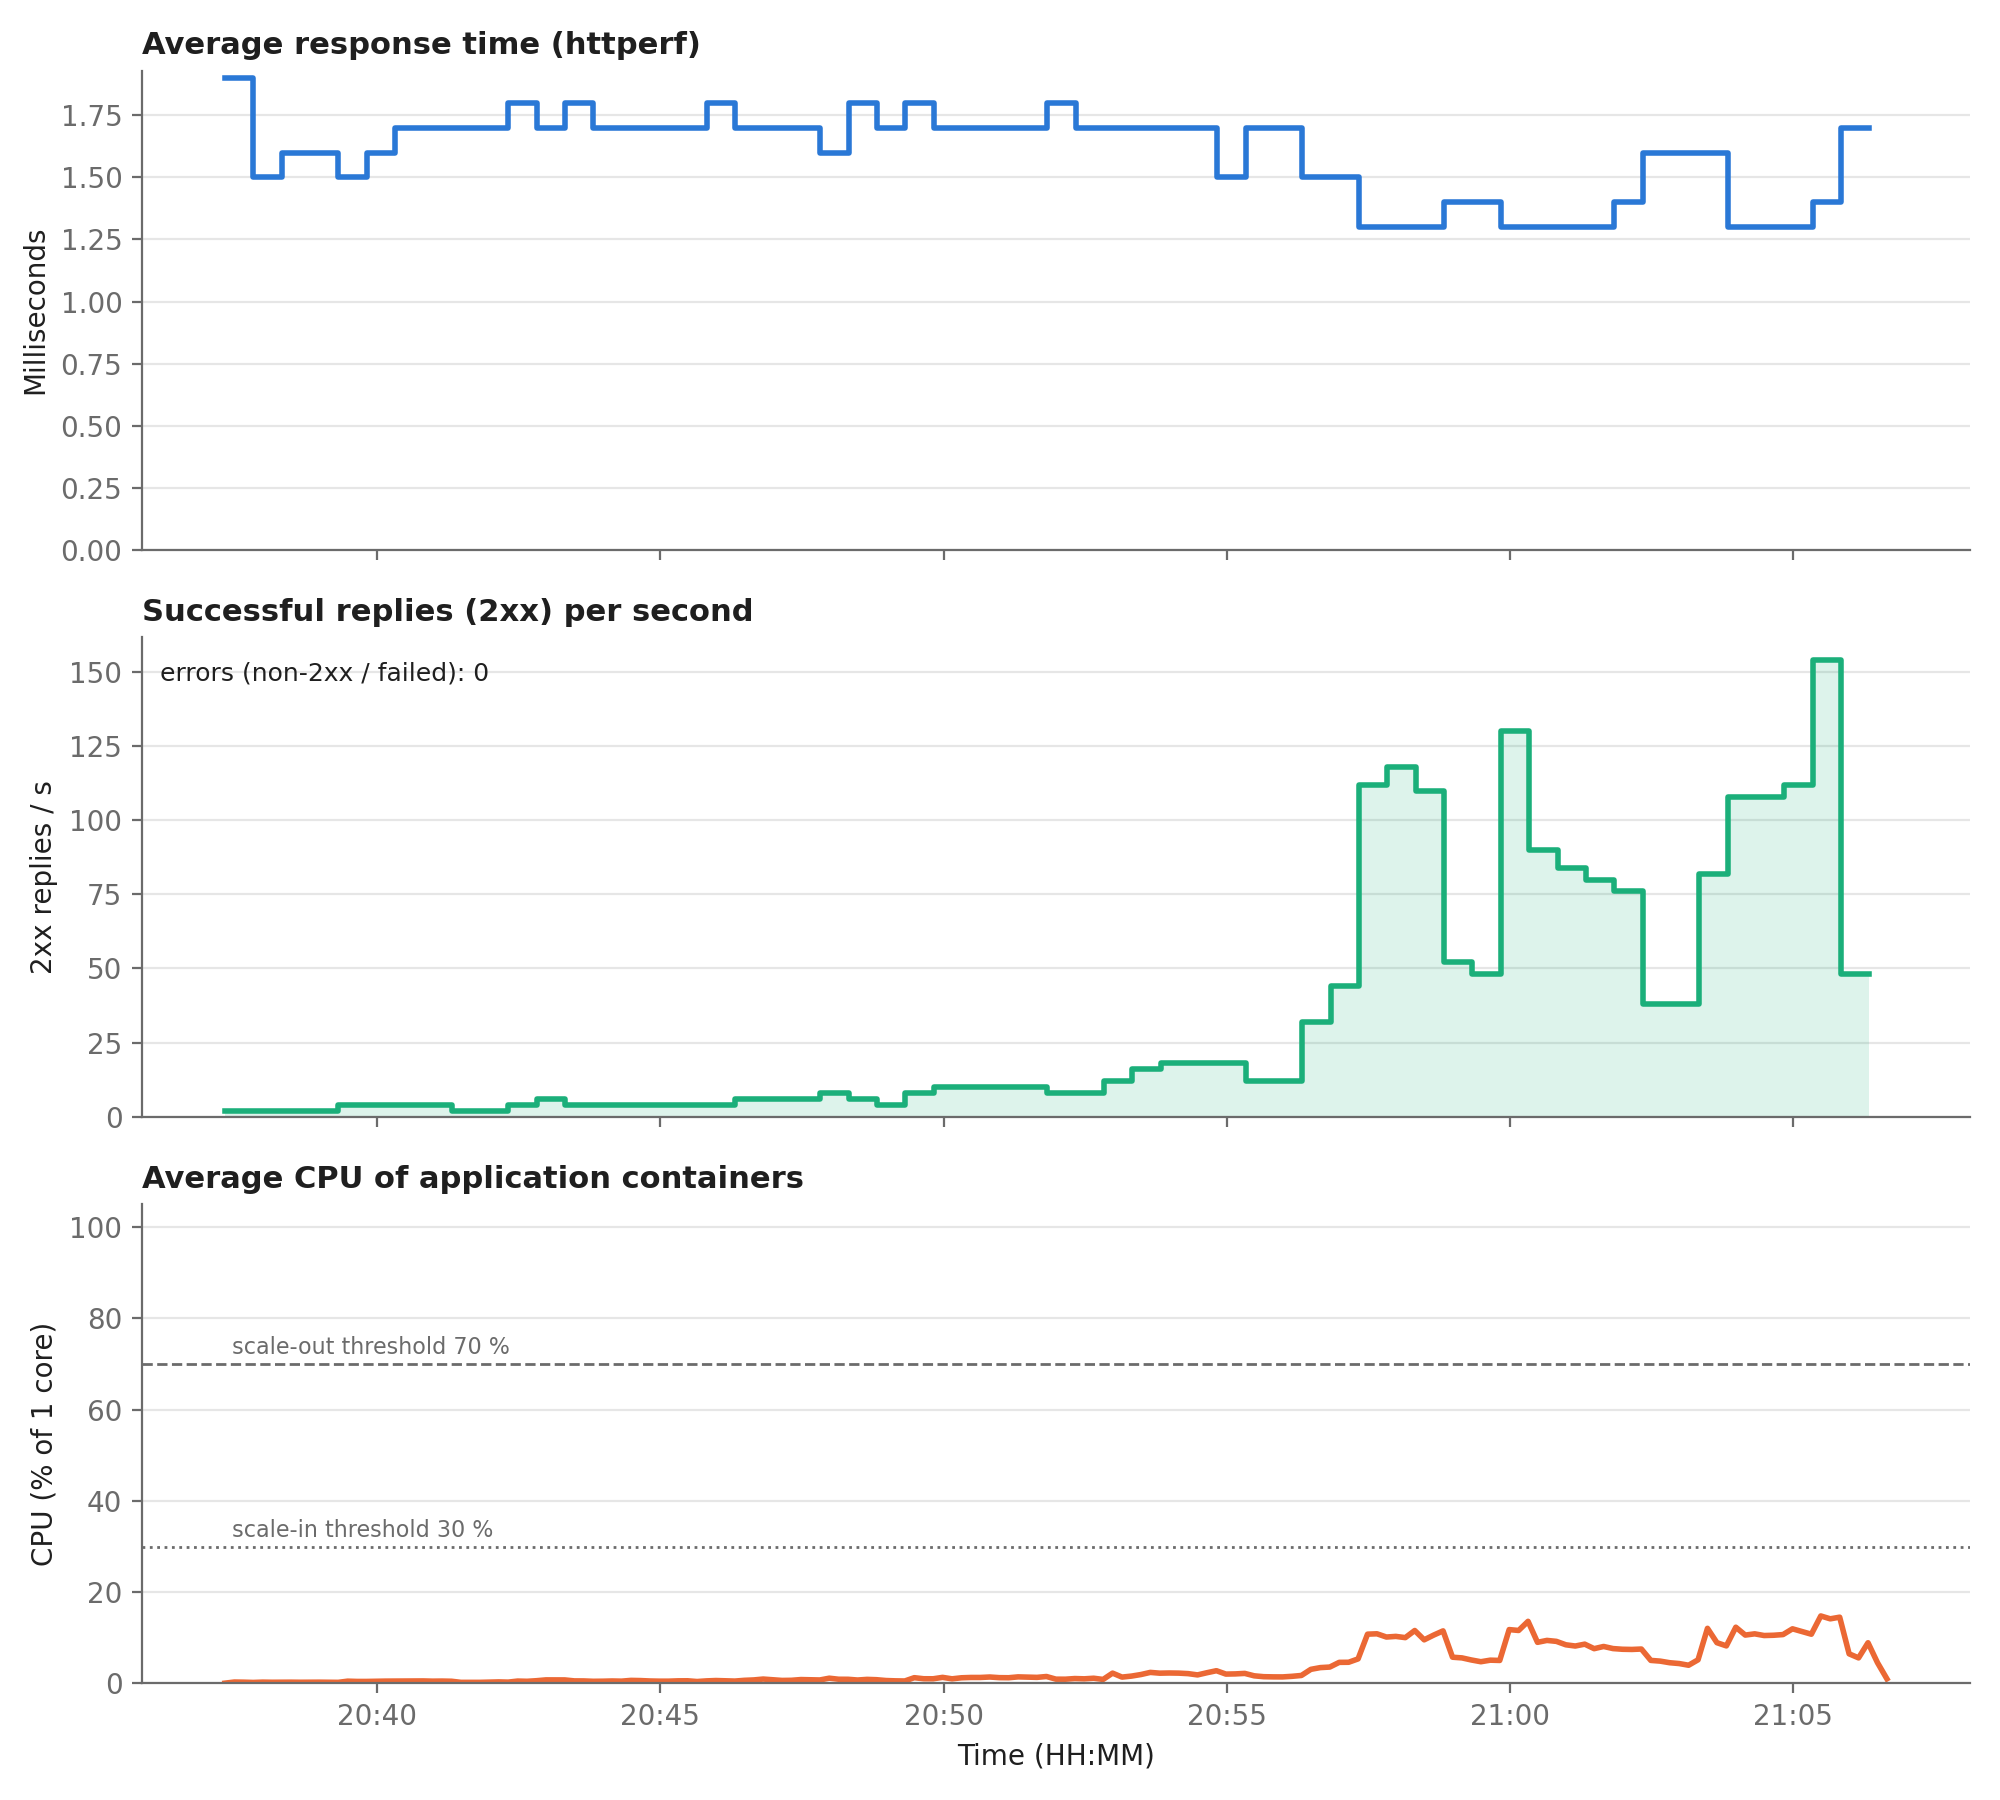 Average response time (httperf)
Milliseconds
1.75
1.50
1.25
1.00
0.75
0.50
0.25
0.00
Successful replies (2xx) per second
2xx replies / s
errors (non-2xx / failed): 0
150
125
100
75
50
25
0
Average CPU of application containers
CPU (% of 1 core)
100
80
scale-out threshold 70 %
60
40
scale-in threshold 30 %
20
0
20:40 20:45 20:50 20:55 21:00 21:05
Time (HH:MM)